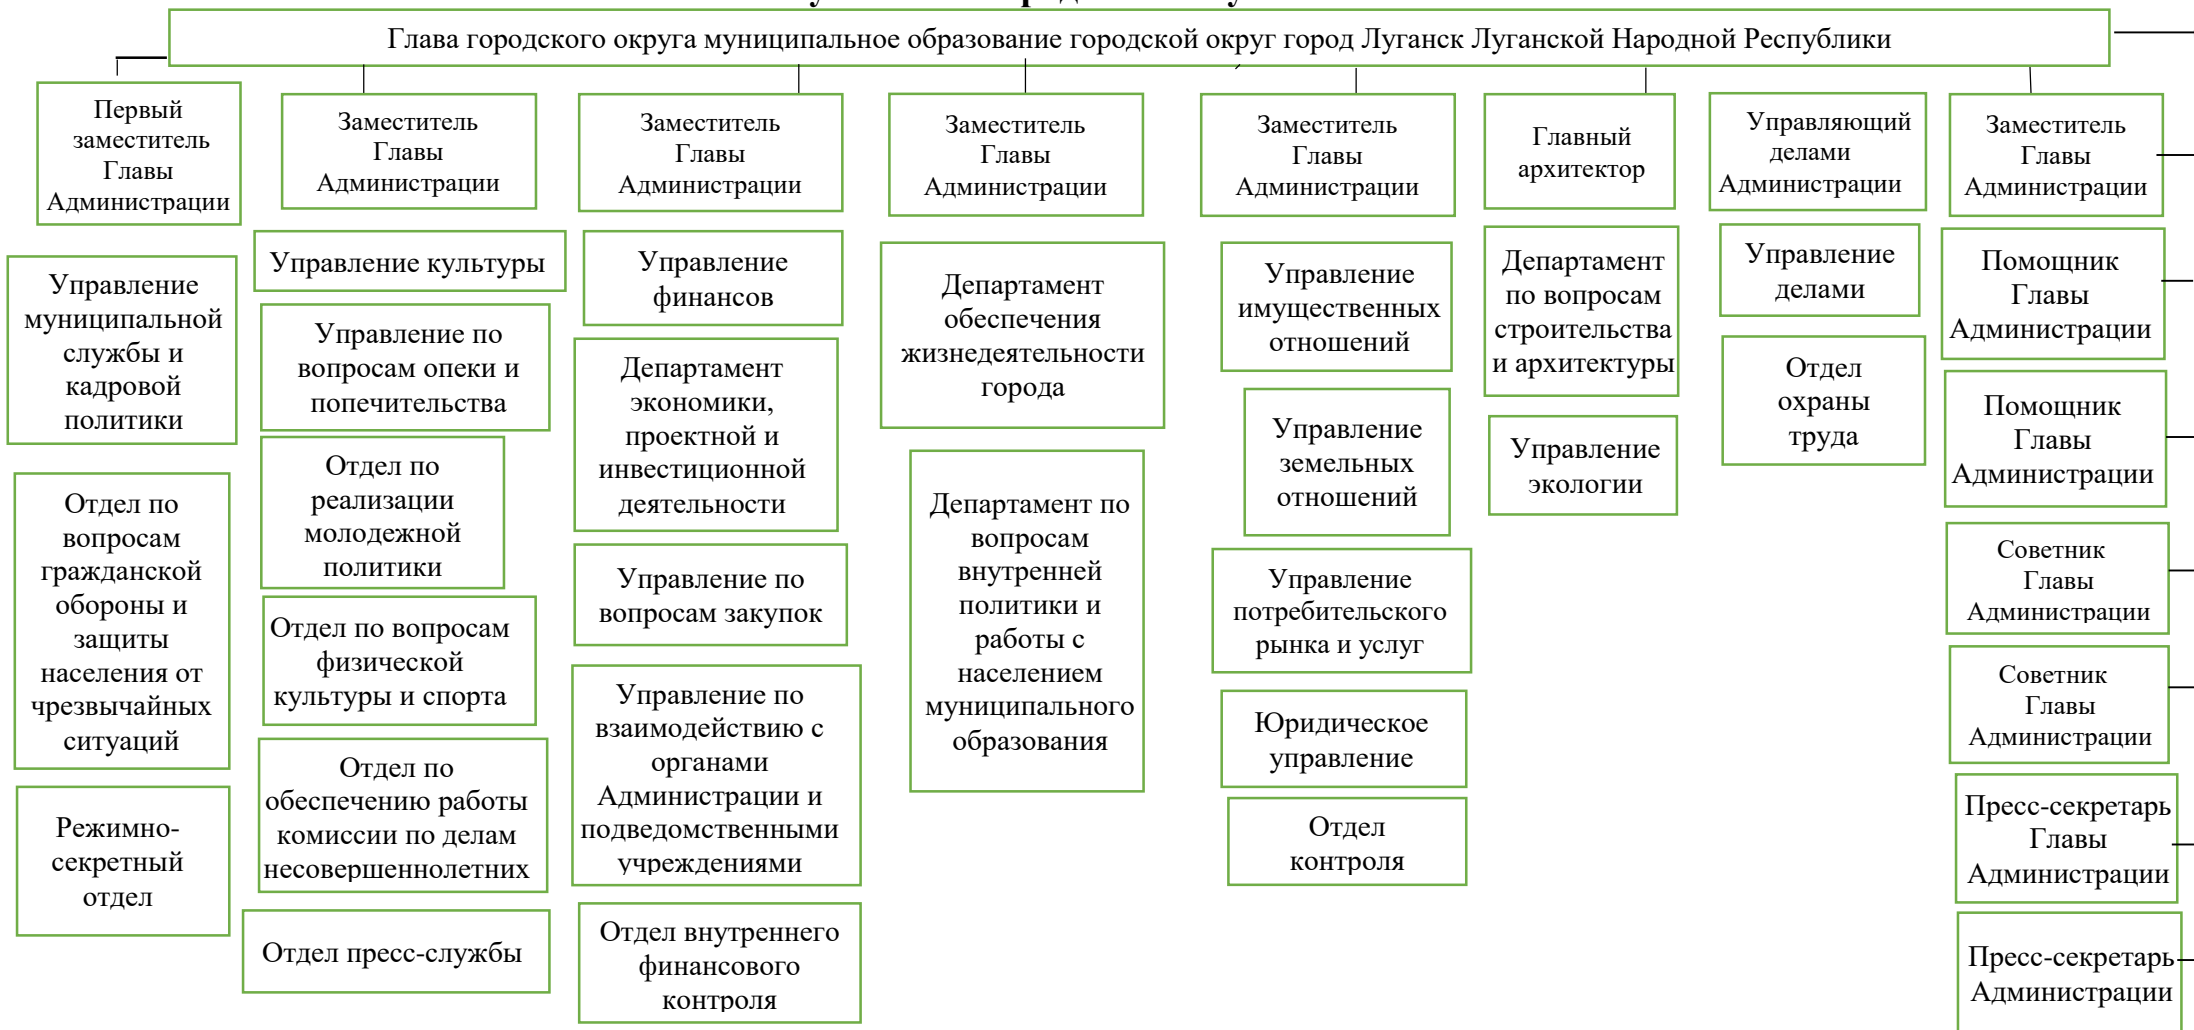 Глава городского округа муниципальное образование городской округ город Луганск Луганской Народной Республики
Первый
заместитель
Главы
Администрации
Управление
муниципальной
службы и
кадровой
политики
Отдел по
вопросам
гражданской
обороны и
защиты
населения от
чрезвычайных
ситуаций
Режимно-
секретный
отдел
Заместитель
Главы
Администрации
Управление культуры
Управление по
вопросам опеки и
попечительства
Отдел по
реализации
молодежной
политики
Отдел по вопросам
физической
культуры и спорта
Отдел по
обеспечению работы
комиссии по делам
несовершеннолетних
Отдел пресс-службы
Заместитель
Главы
Администрации
Управление
финансов
Департамент
экономики,
проектной и
инвестиционной
деятельности
Управление по
вопросам закупок
Управление по
взаимодействию с
органами
Администрации и
подведомственными
учреждениями
Отдел внутреннего
финансового
контроля
Заместитель
Главы
Администрации
Департамент
обеспечения
жизнедеятельности
города
Департамент по
вопросам
внутренней
политики и
работы с
населением
муниципального
образования
Заместитель
Главы
Администрации
Управление
имущественных
отношений
Управление
земельных
отношений
Управление
потребительского
рынка и услуг
Юридическое
управление
Отдел
контроля
Главный
архитектор
Департамент
по вопросам
строительства
и архитектуры
Управление
экологии
Управляющий
делами
Администрации
Управление
делами
Отдел
охраны
труда
Заместитель
Главы
Администрации
Помощник
Главы
Администрации
Помощник
Главы
Администрации
Советник
Главы
Администрации
Советник
Главы
Администрации
Пресс-секретарь
Главы
Администрации
Пресс-секретарь
Администрации